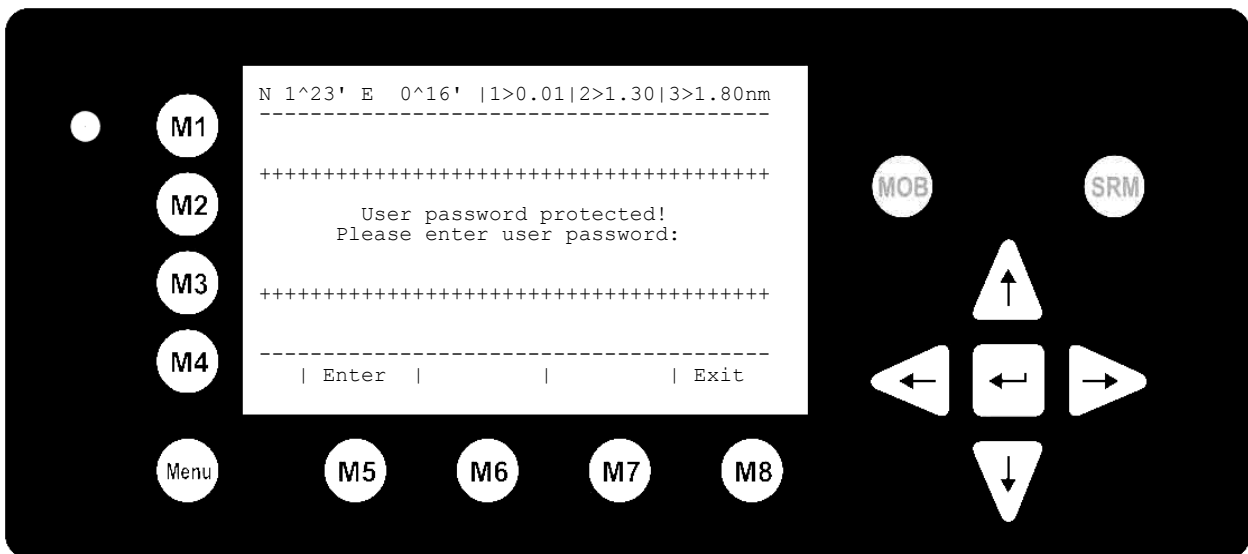 N 1^23' E  0^16' |1>0.01|2>1.30|3>1.80nm
----------------------------------------
++++++++++++++++++++++++++++++++++++++++
User password protected!
Please enter user password:
++++++++++++++++++++++++++++++++++++++++
----------------------------------------
| Enter  |         |         | Exit
M1
M2
M3
M4
Menu
M5
M6
M7
M8
MOB
SRM